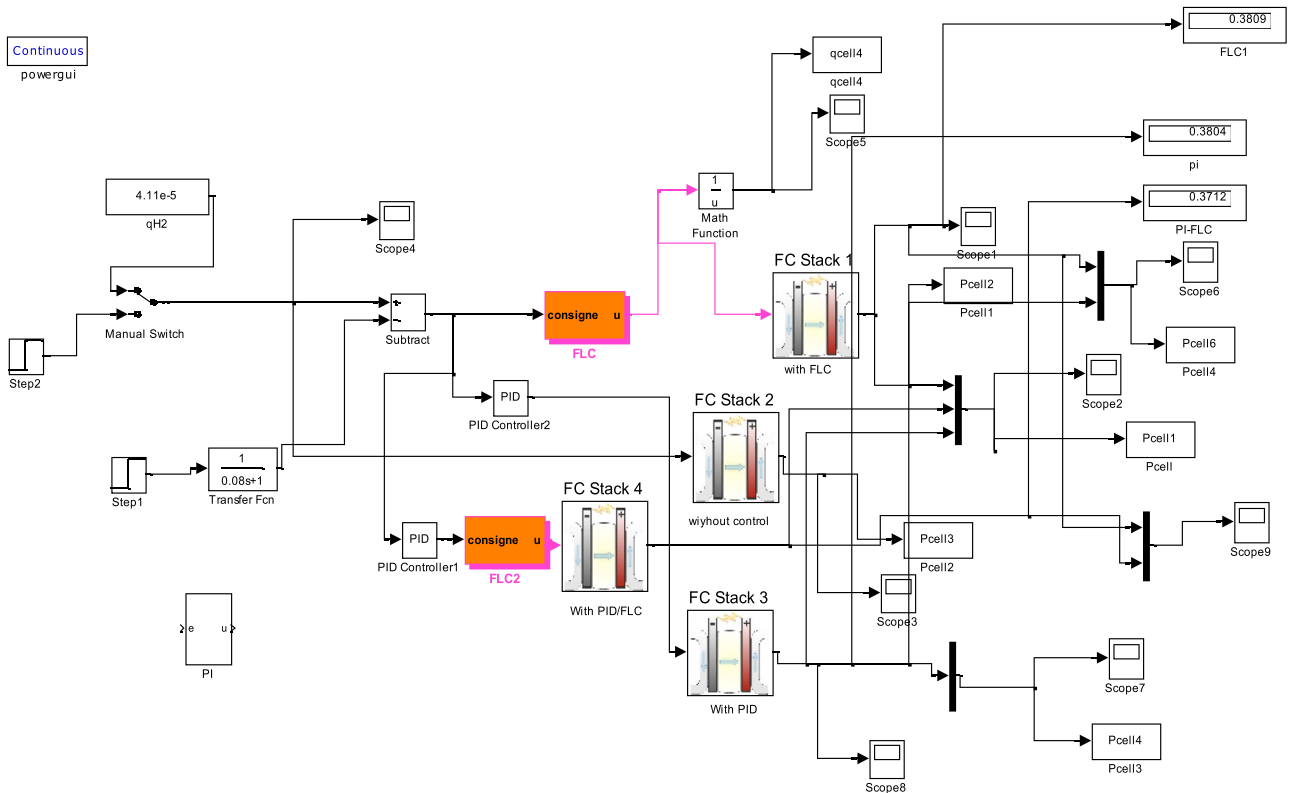 Continuous
powergui
4.11e-5
qH2
Manual Switch
Step2
Step1
1
0.08s+1
Transfer Fcn
e u
PI
Scope4
+
−
Subtract
PID
PID Controller2
PID
PID Controller1
consigne u
FLC
consigne u
FLC2
1
u
Math
Function
qcell4
qcell4
Scope5
FC Stack 1
- +
with FLC
FC Stack 2
- +
wiyhout control
FC Stack 4
- +
With PID/FLC
FC Stack 3
- +
With PID
0.3809
FLC1
0.3804
pi
0.3712
PI-FLC
Scope1
Pcell2
Pcell1
Scope6
Pcell6
Pcell4
Scope2
Pcell1
Pcell
Pcell3
Pcell2
Scope3
Scope9
Scope7
Pcell4
Pcell3
Scope8